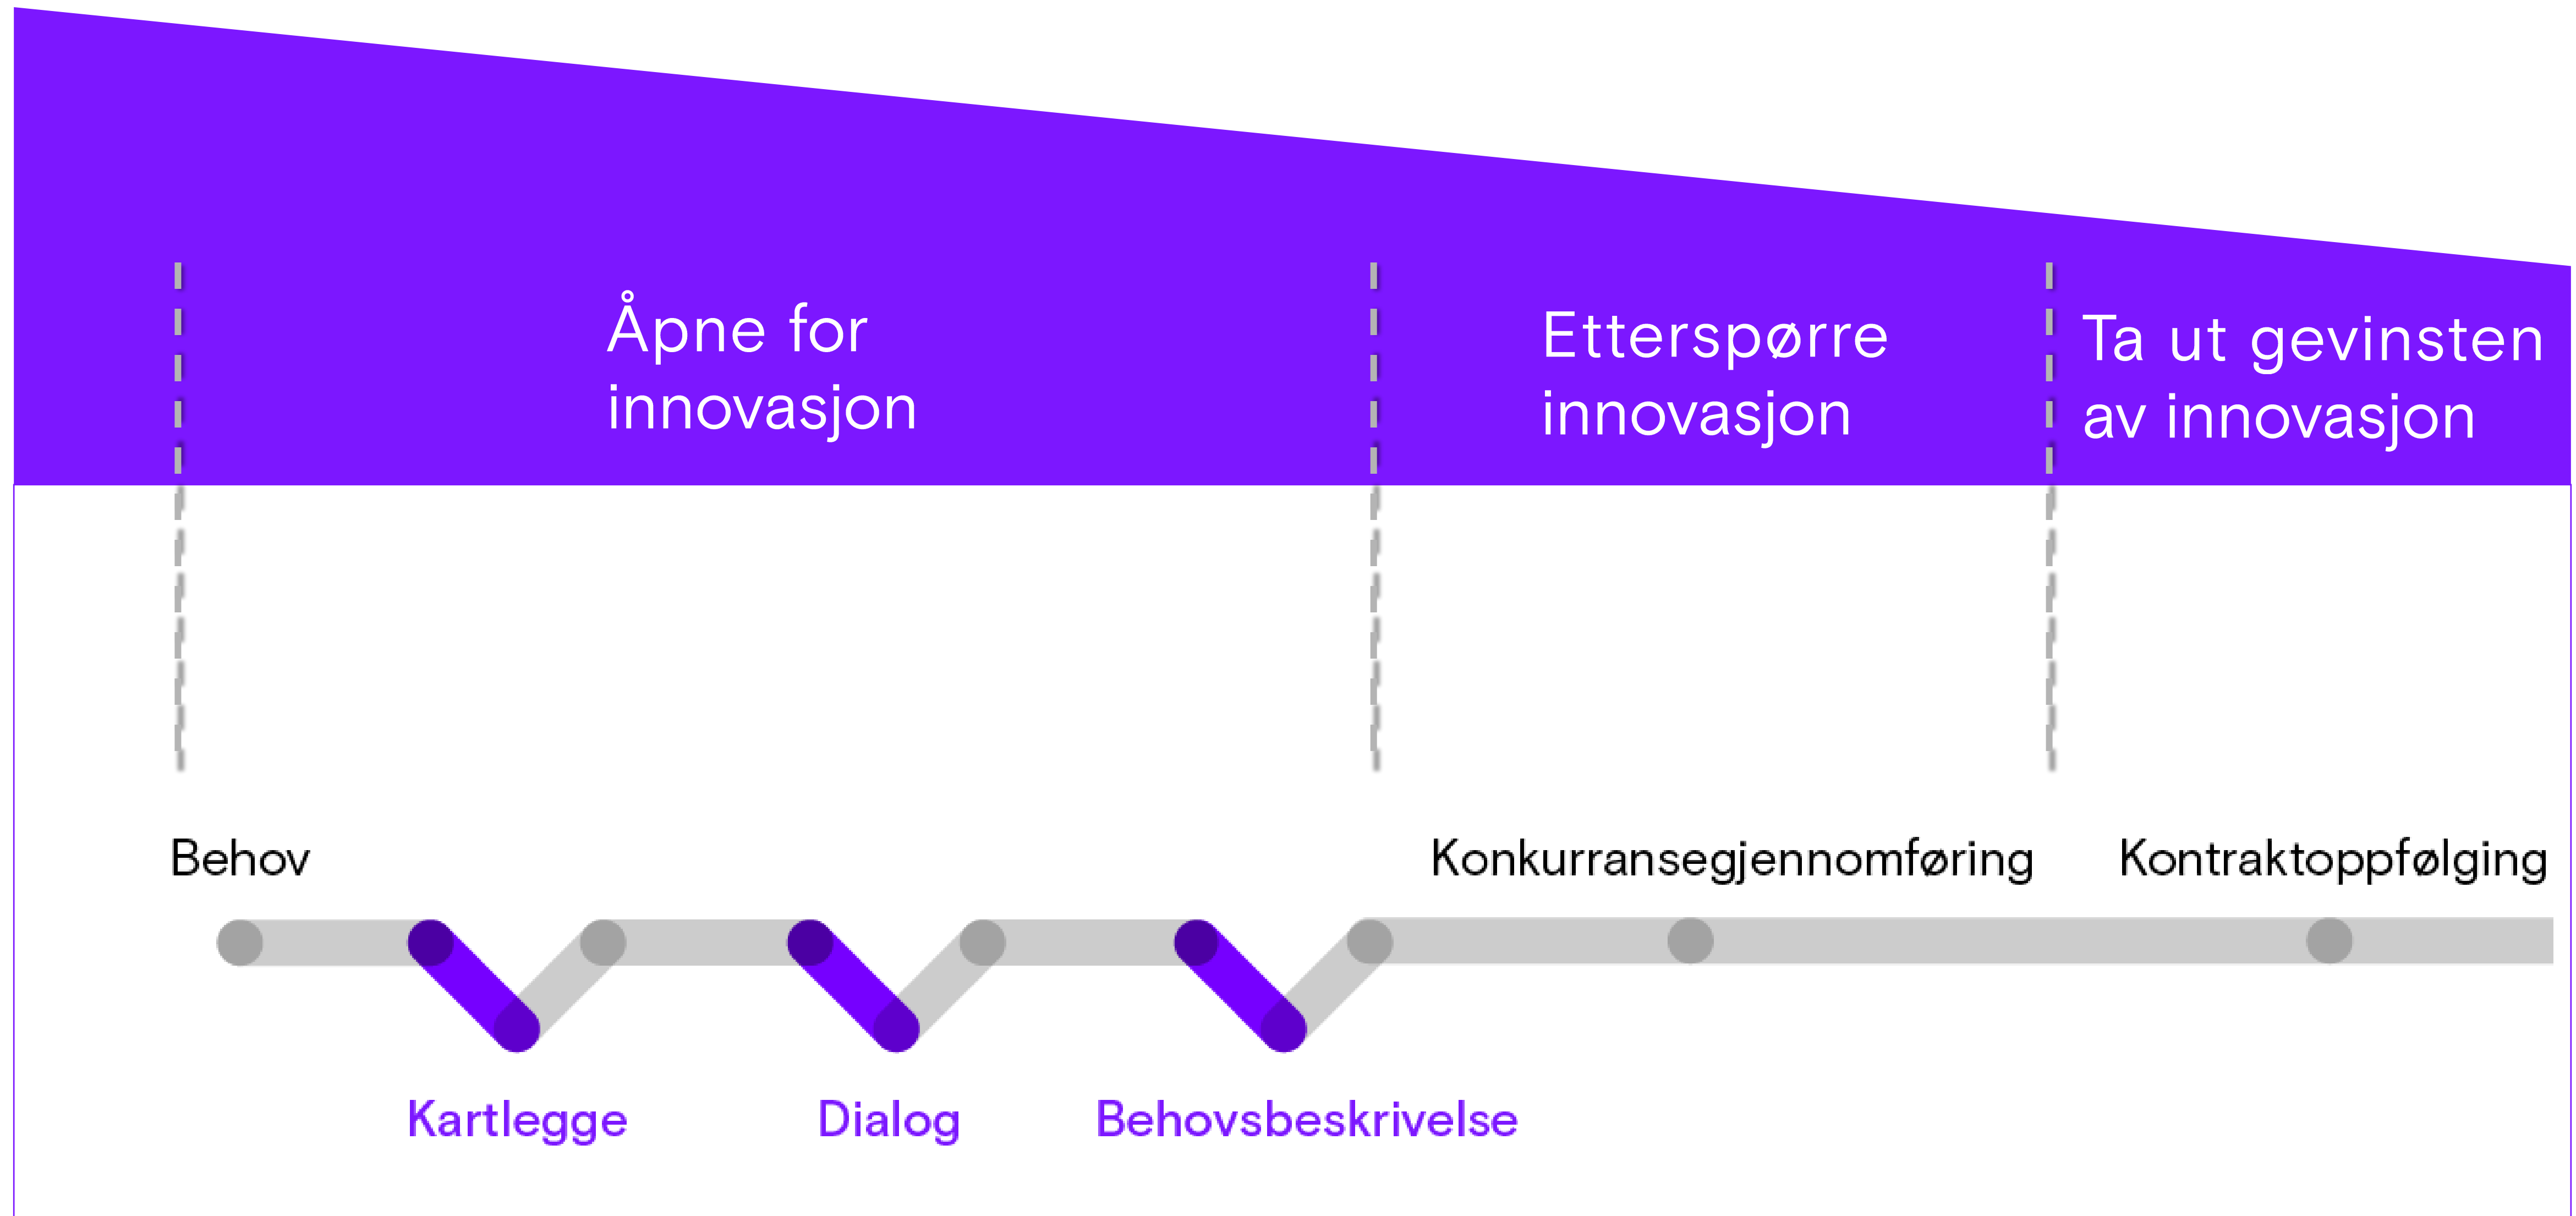 Åpne for
innovasjon
Etterspørre
innovasjon
Ta ut gevinsten
av innovasjon
Behov
Konkurransegjennomføring
Kontraktoppfølging
Kartlegge
Dialog
Behovsbeskrivelse